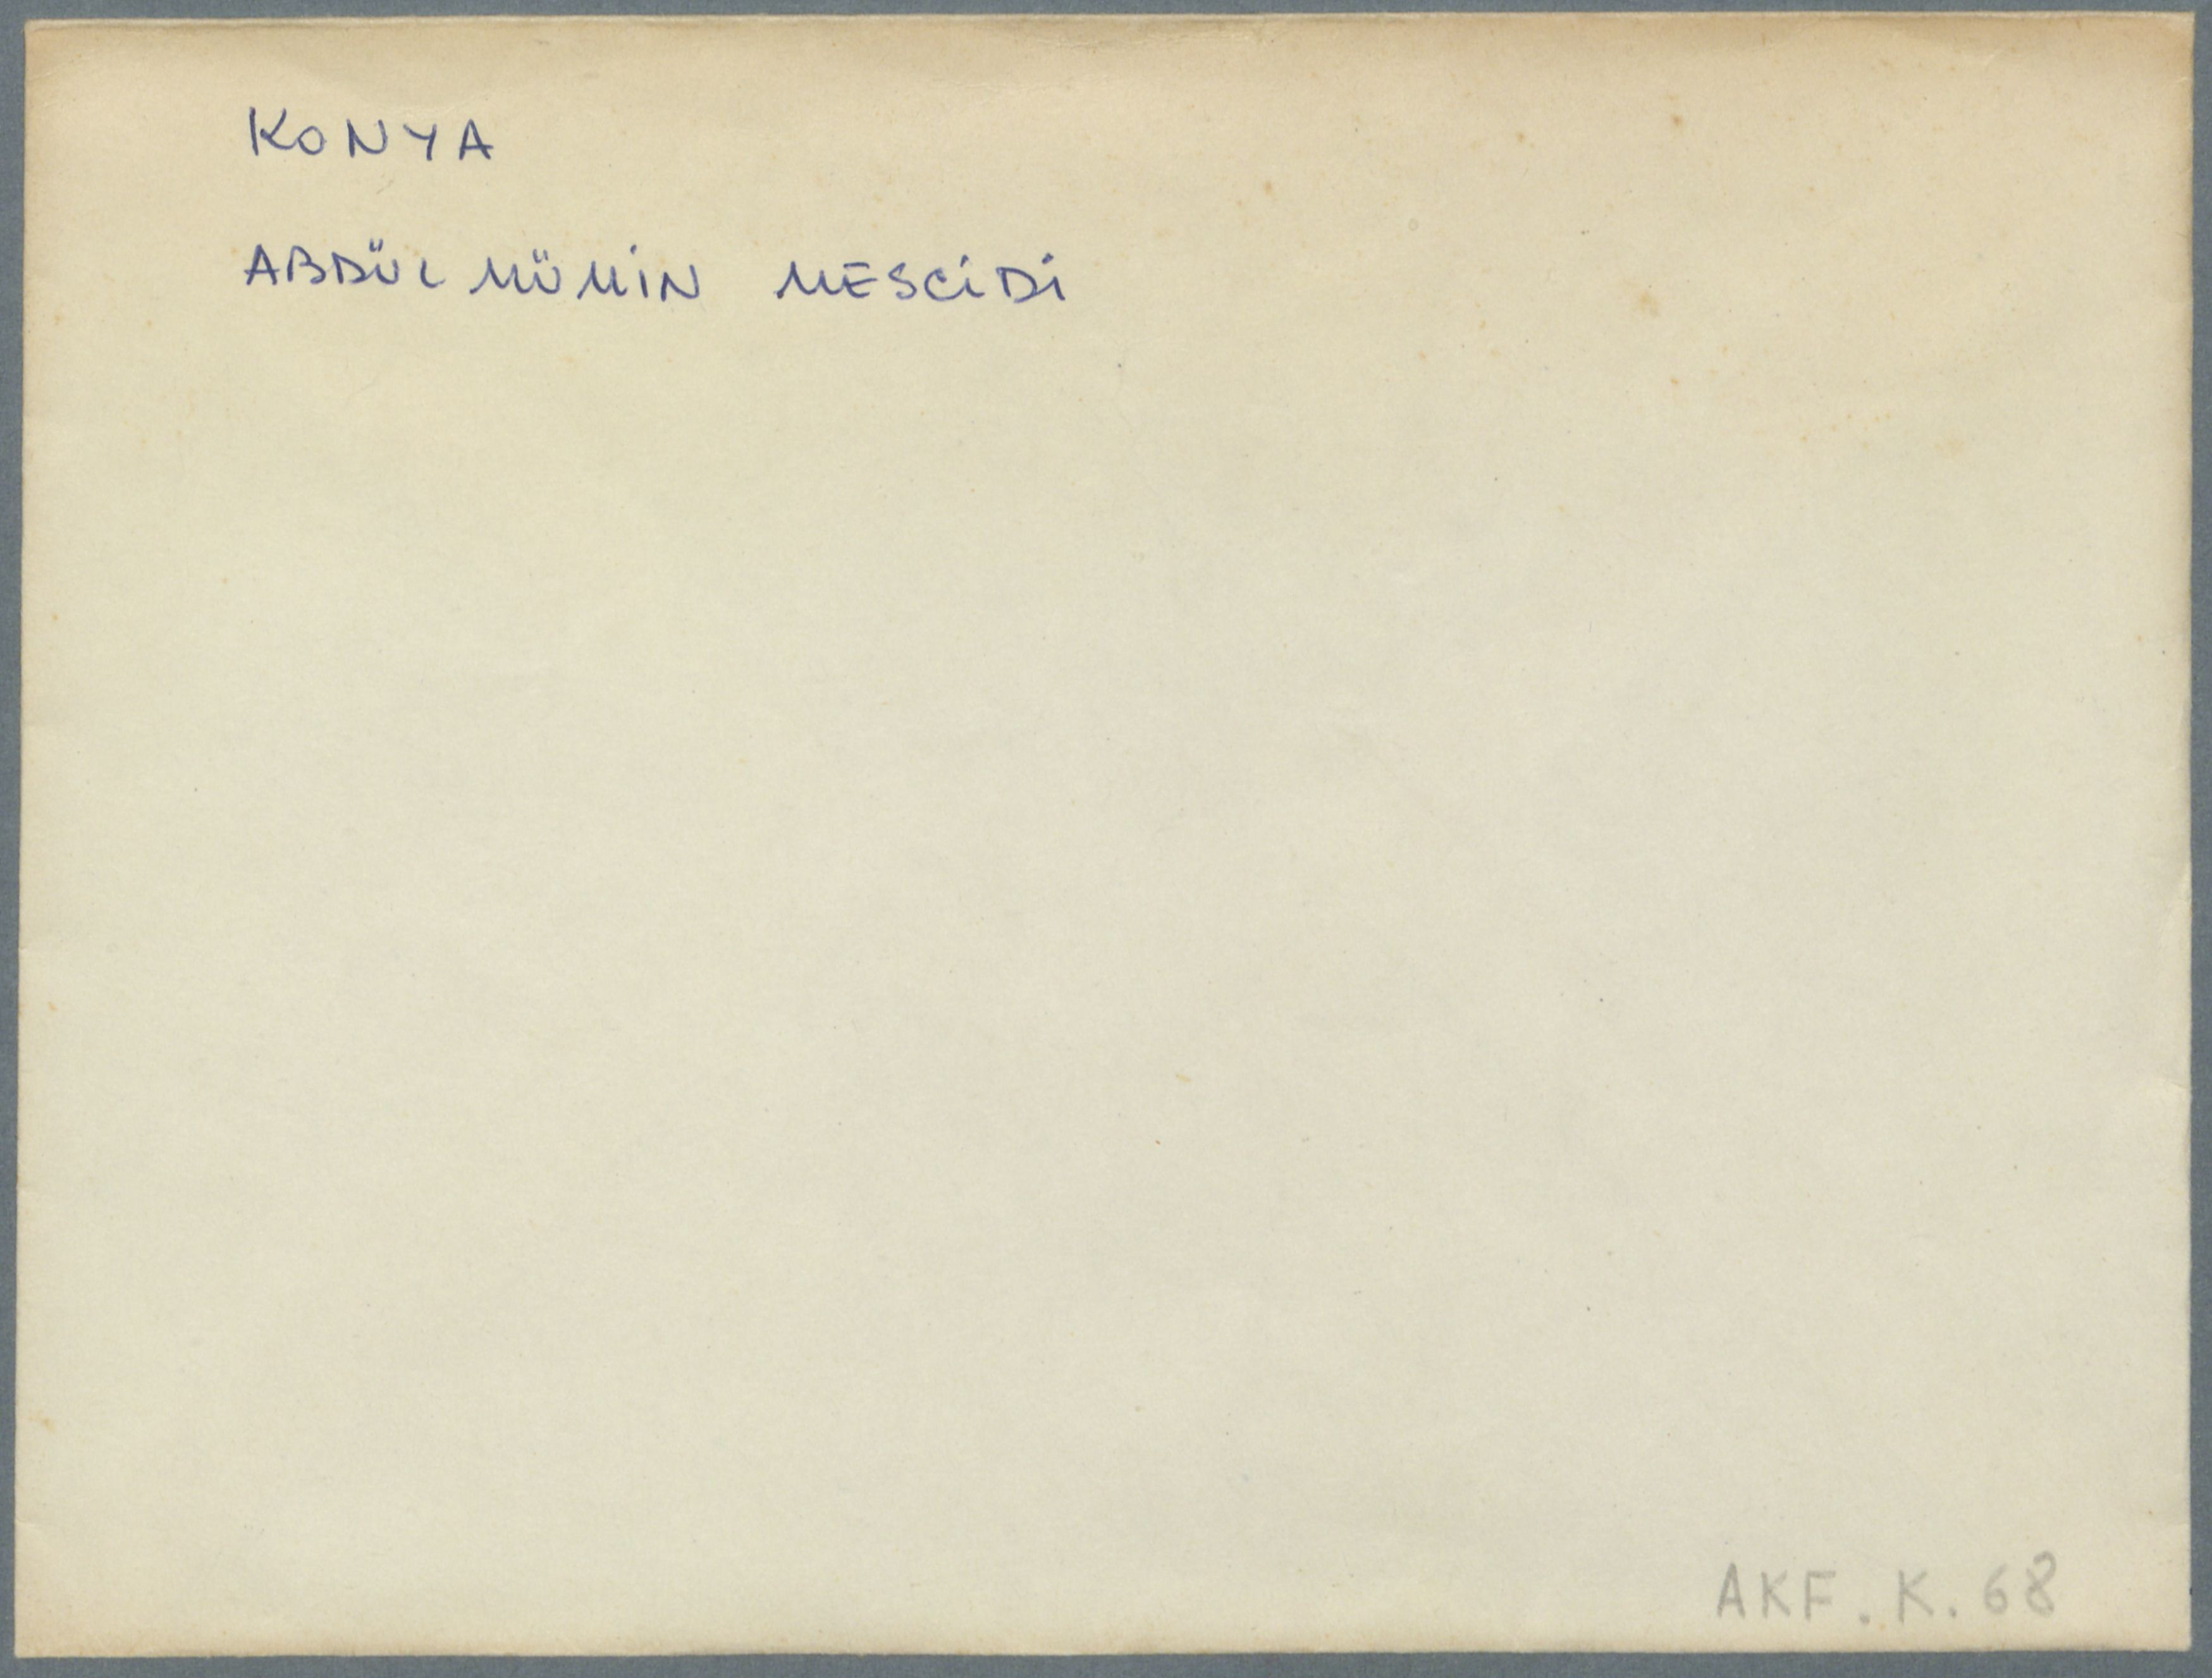 KONYA
ABDÜL MÜMİN MESCİDİ
AKF. K. 68